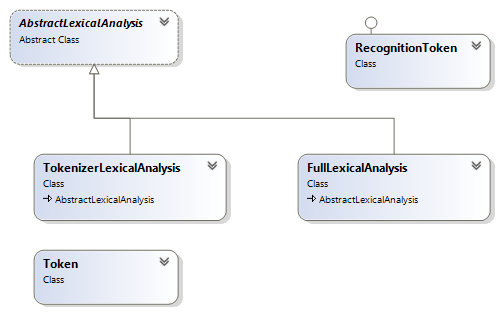 AbstractLexicalAnalysis
Abstract Class
RecognitionToken
Class
TokenizerLexicalAnalysis
Class
AbstractLexicalAnalysis
FullLexicalAnalysis
Class
AbstractLexicalAnalysis
Token
Class